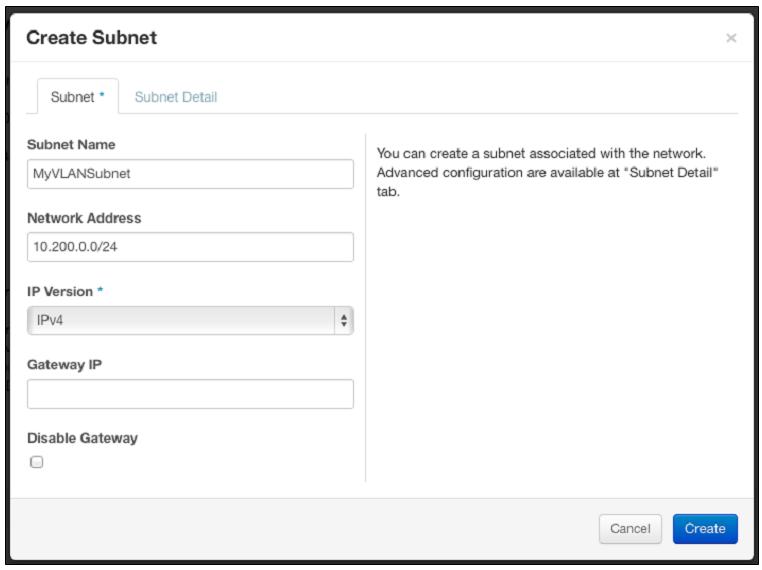 Create Subnet
×
Subnet *
Subnet Detail
Subnet Name
MyVLANSubnet
Network Address
10.200.0.0/24
IP Version *
IPv4
Gateway IP
Disable Gateway
You can create a subnet associated with the network.
Advanced configuration are available at "Subnet Detail"
tab.
Cancel
Create